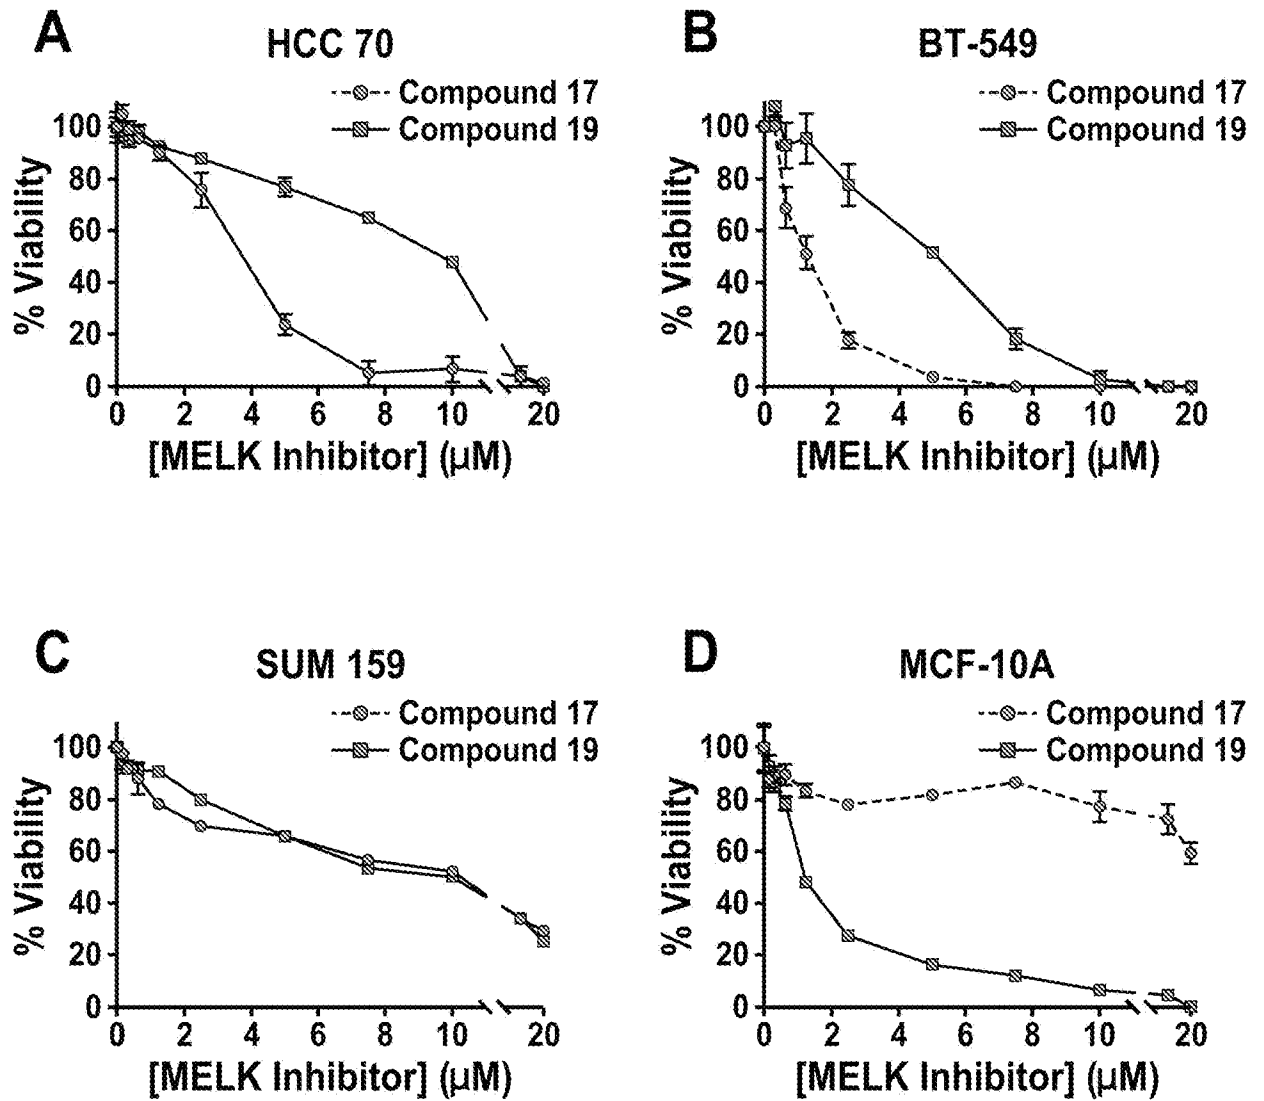 A
HCC 70
Compound 17
Compound 19
% Viability
100
80
60
40
20
0
0 2 4 6 8 10 20
[MELK Inhibitor] (μM)
B
BT-549
Compound 17
Compound 19
% Viability
100
80
60
40
20
0
0 2 4 6 8 10 20
[MELK Inhibitor] (μM)
C
SUM 159
Compound 17
Compound 19
% Viability
100
80
60
40
20
0
0 2 4 6 8 10 20
[MELK Inhibitor] (μM)
D
MCF-10A
Compound 17
Compound 19
% Viability
100
80
60
40
20
0
0 2 4 6 8 10 20
[MELK Inhibitor] (μM)